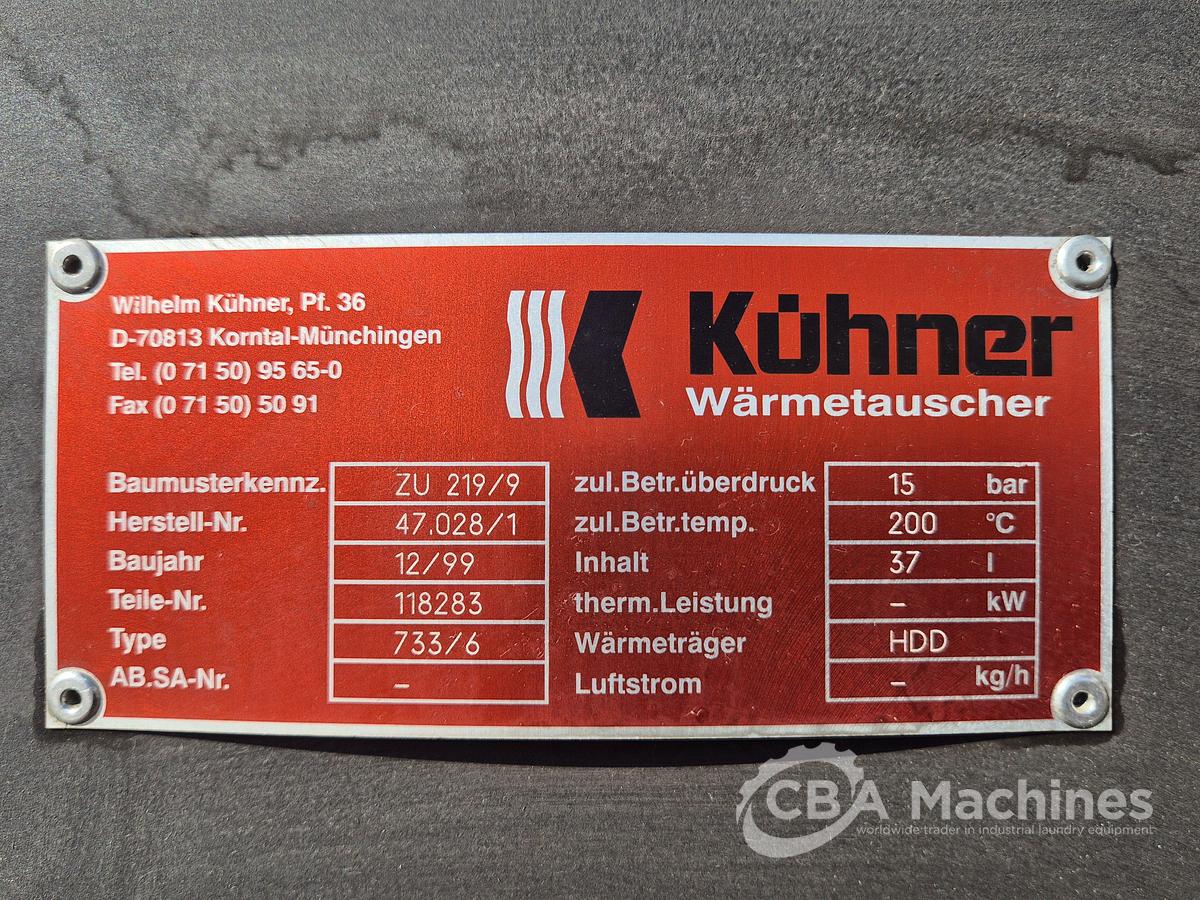 Wilhelm Kühner, Pf. 36
D-70813 Korntal-Münchingen
Tel. (0 71 50) 95 65-0
Fax (0 71 50) 50 91
Kühner
Wärmetauscher
Baumusterkennz. ZU 219/9
Herstell-Nr. 47.028/1
Baujahr 12/99
Teile-Nr. 118283
Type 733/6
AB.SA-Nr. –
zul.Betr.überdruck 15 bar
zul.Betr.temp. 200 °C
Inhalt 37 l
therm.Leistung – kW
Wärmeträger HDD
Luftstrom – kg/h
CBA Machines
worldwide trader in industrial laundry equipment